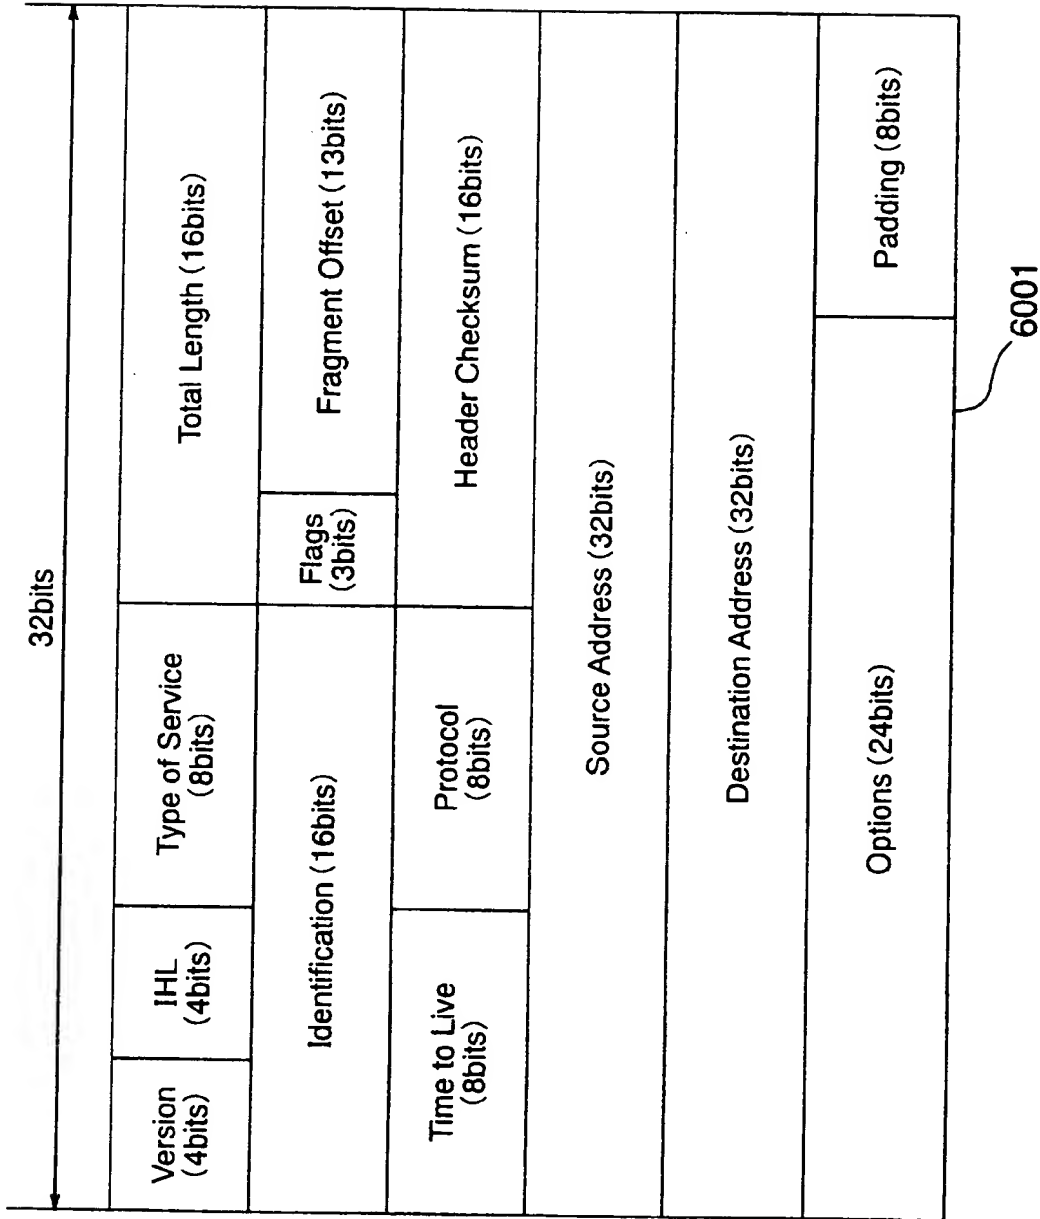 32bits
Version
(4bits)
IHL
(4bits)
Type of Service
(8bits)
Total Length (16bits)
Identification (16bits)
Flags
(3bits)
Fragment Offset (13bits)
Time to Live
(8bits)
Protocol
(8bits)
Header Checksum (16bits)
Source Address (32bits)
Destination Address (32bits)
Options (24bits)
Padding (8bits)
6001